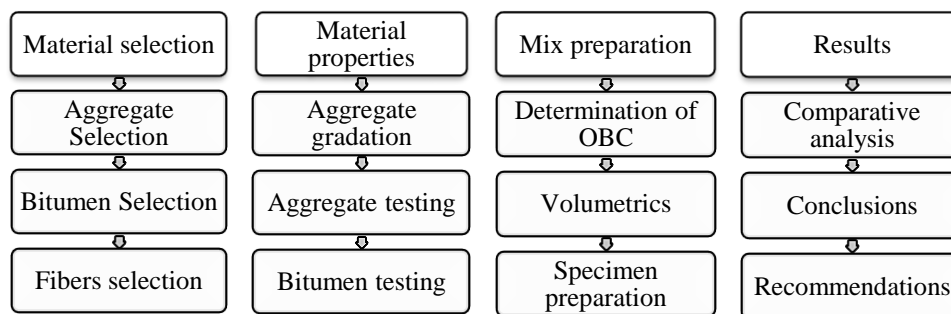 Material selection
Aggregate
Selection
Bitumen Selection
Fibers selection
Material
properties
Aggregate
gradation
Aggregate testing
Bitumen testing
Mix preparation
Determination of
OBC
Volumetrics
Specimen
preparation
Results
Comparative
analysis
Conclusions
Recommendations